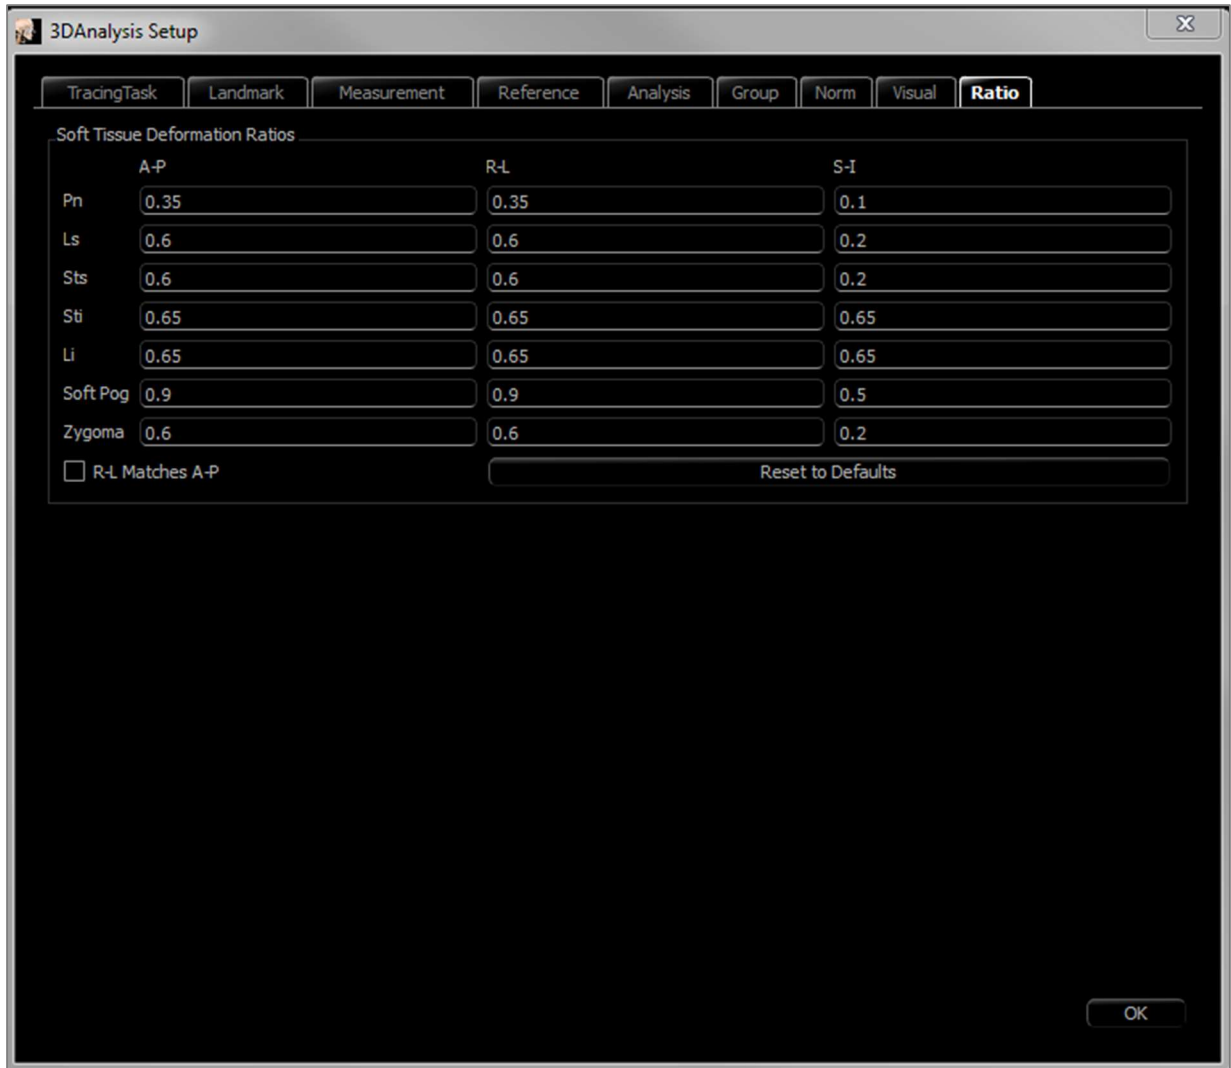 3DAnalysis Setup
TracingTask Landmark Measurement Reference Analysis Group Norm Visual Ratio
Soft Tissue Deformation Ratios
A-P R-L S-I
Pn 0.35 0.35 0.1
Ls 0.6 0.6 0.2
Sts 0.6 0.6 0.2
Sti 0.65 0.65 0.65
Li 0.65 0.65 0.65
Soft Pog 0.9 0.9 0.5
Zygoma 0.6 0.6 0.2
R-L Matches A-P Reset to Defaults
OK